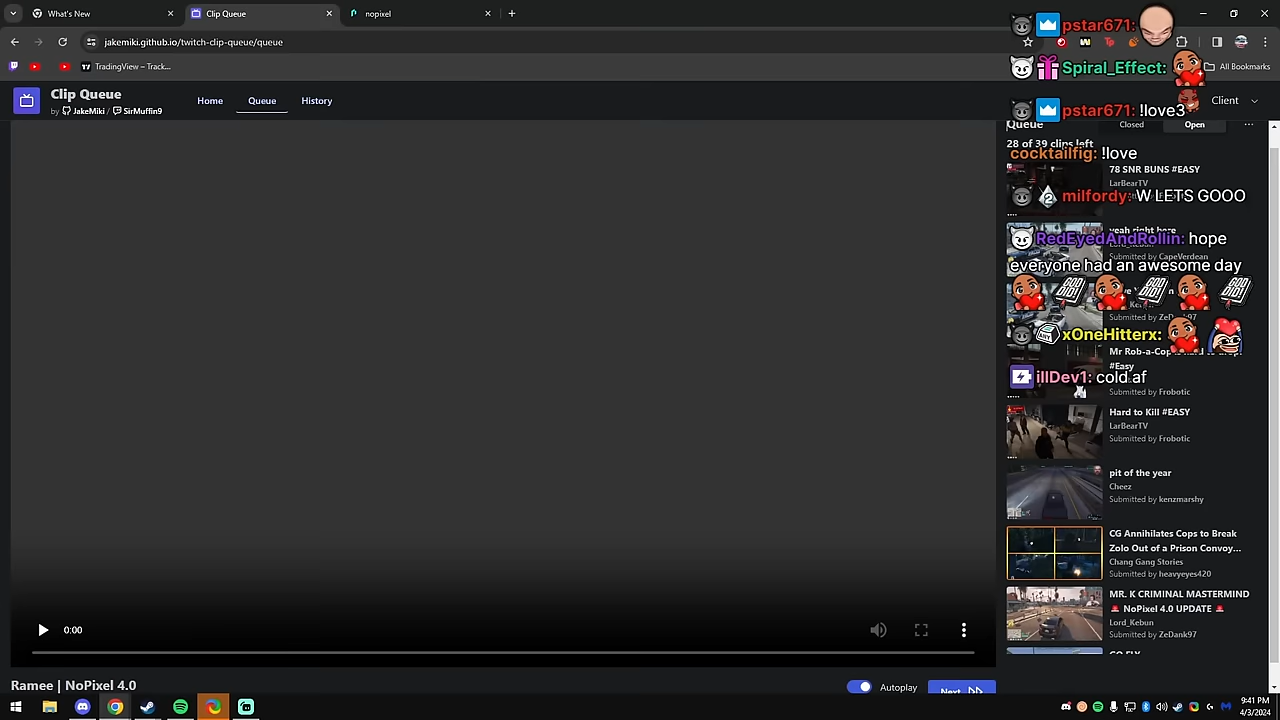 What's New
Clip Queue
nopixel
pstar671:
jakemiki.github.io/twitch-clip-queue/queue
TradingView – Track...
Spiral_Effect:
All Bookmarks
Clip Queue
by JakeMiki / SirMuffin9
Home
Queue
History
pstar671: !love3
Client
Queue
Closed
Open
28 of 39 clips left
cocktailfig: !love
78 SNR BUNS #EASY
LarBearTV
milfordy: W LETS GOOO
yeah right here
RedEyedAndRollin: hope
Submitted by CapeVerdean
everyone had an awesome day
Submitted by ZeDank97
xOneHitterx:
Mr Rob-a-Cop
#Easy
illDev1: cold af
Submitted by Frobotic
Hard to Kill #EASY
LarBearTV
Submitted by Frobotic
pit of the year
Cheez
Submitted by kenzmarshy
CG Annihilates Cops to Break
Zolo Out of a Prison Convoy...
Chang Gang Stories
Submitted by heavyeyes420
MR. K CRIMINAL MASTERMIND
🚨 NoPixel 4.0 UPDATE 🚨
Lord_Kebun
Submitted by ZeDank97
0:00
Ramee | NoPixel 4.0
Autoplay
Next
9:41 PM
4/3/2024